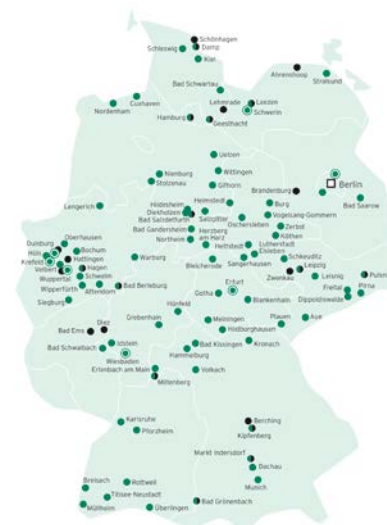 Schönhagen
Schleswig
Damp
Kiel
Ahrenshoop
Stralsund
Bad Schwartau
Cuxhaven
Nordenham
Lehmrade
Leezen
Schwerin
Hamburg
Geesthacht
Uelzen
Wittingen
Nienburg
Stolzenau
Gifhorn
Brandenburg
Berlin
Bad Saarow
Lengerich
Hildesheim
Diekholzen
Bad Salzdetfurth
Helmstedt
Salzgitter
Burg
Vogelsang-Gommern
Oschersleben
Zerbst
Köthen
Bad Gandersheim
Herzberg
am Harz
Northeim
Hettstedt
Lutherstadt
Eisleben
Duisburg
Oberhausen
Bochum
Hattingen
Köln
Krefeld
Velbert
Hagen
Wuppertal
Schwelm
Wipperfürth
Attendorn
Siegburg
Warburg
Bad Berleburg
Bleicherode
Sangerhausen
Schkeuditz
Leipzig
Zwenkau
Leisnig
Pulsnitz
Pirna
Freital
Dippoldiswalde
Erfurt
Gotha
Blankenhain
Hünfeld
Plauen
Aue
Bad Ems
Diez
Grebenhain
Meiningen
Hildburghausen
Idstein
Bad Schwalbach
Wiesbaden
Bad Kissingen
Kronach
Hammelburg
Erlenbach am Main
Miltenberg
Volkach
Karlsruhe
Pforzheim
Berching
Kipfenberg
Markt Indersdorf
Dachau
Munich
Breisach
Rottweil
Titisee-Neustadt
Müllheim
Überlingen
Bad Grönenbach